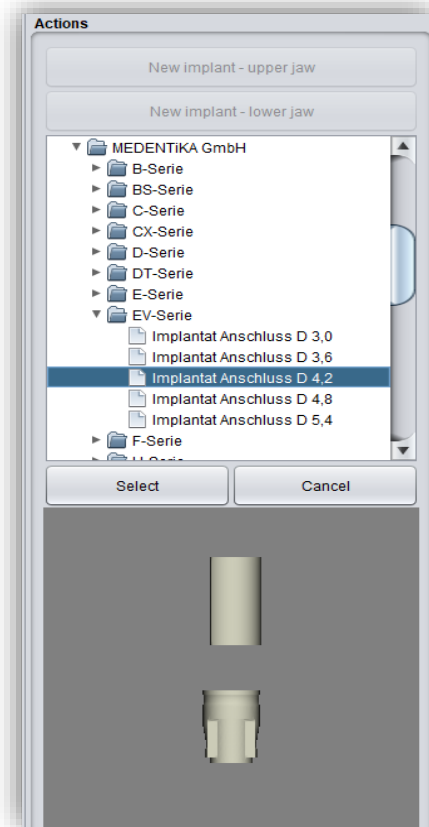 Actions
New implant - upper jaw
New implant - lower jaw
MEDENTiKA GmbH
B-Serie
BS-Serie
C-Serie
CX-Serie
D-Serie
DT-Serie
E-Serie
EV-Serie
Implantat Anschluss D 3,0
Implantat Anschluss D 3,6
Implantat Anschluss D 4,2
Implantat Anschluss D 4,8
Implantat Anschluss D 5,4
F-Serie
Select
Cancel